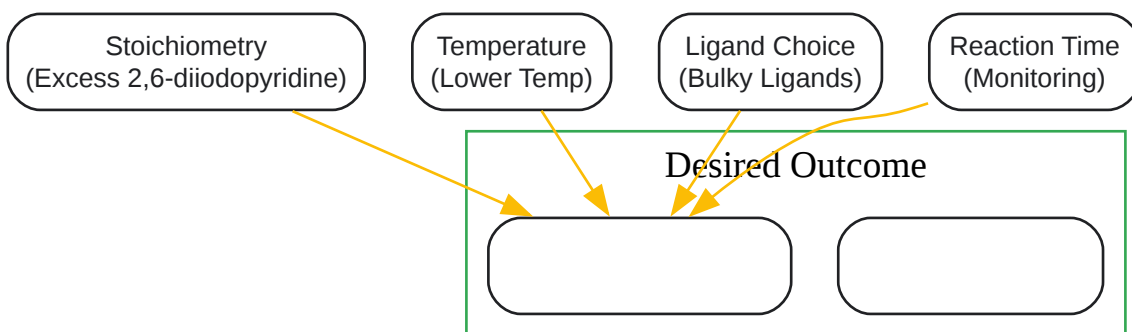 Stoichiometry
(Excess 2,6-diiodopyridine)
Temperature
(Lower Temp)
Ligand Choice
(Bulky Ligands)
Reaction Time
(Monitoring)
Desired Outcome